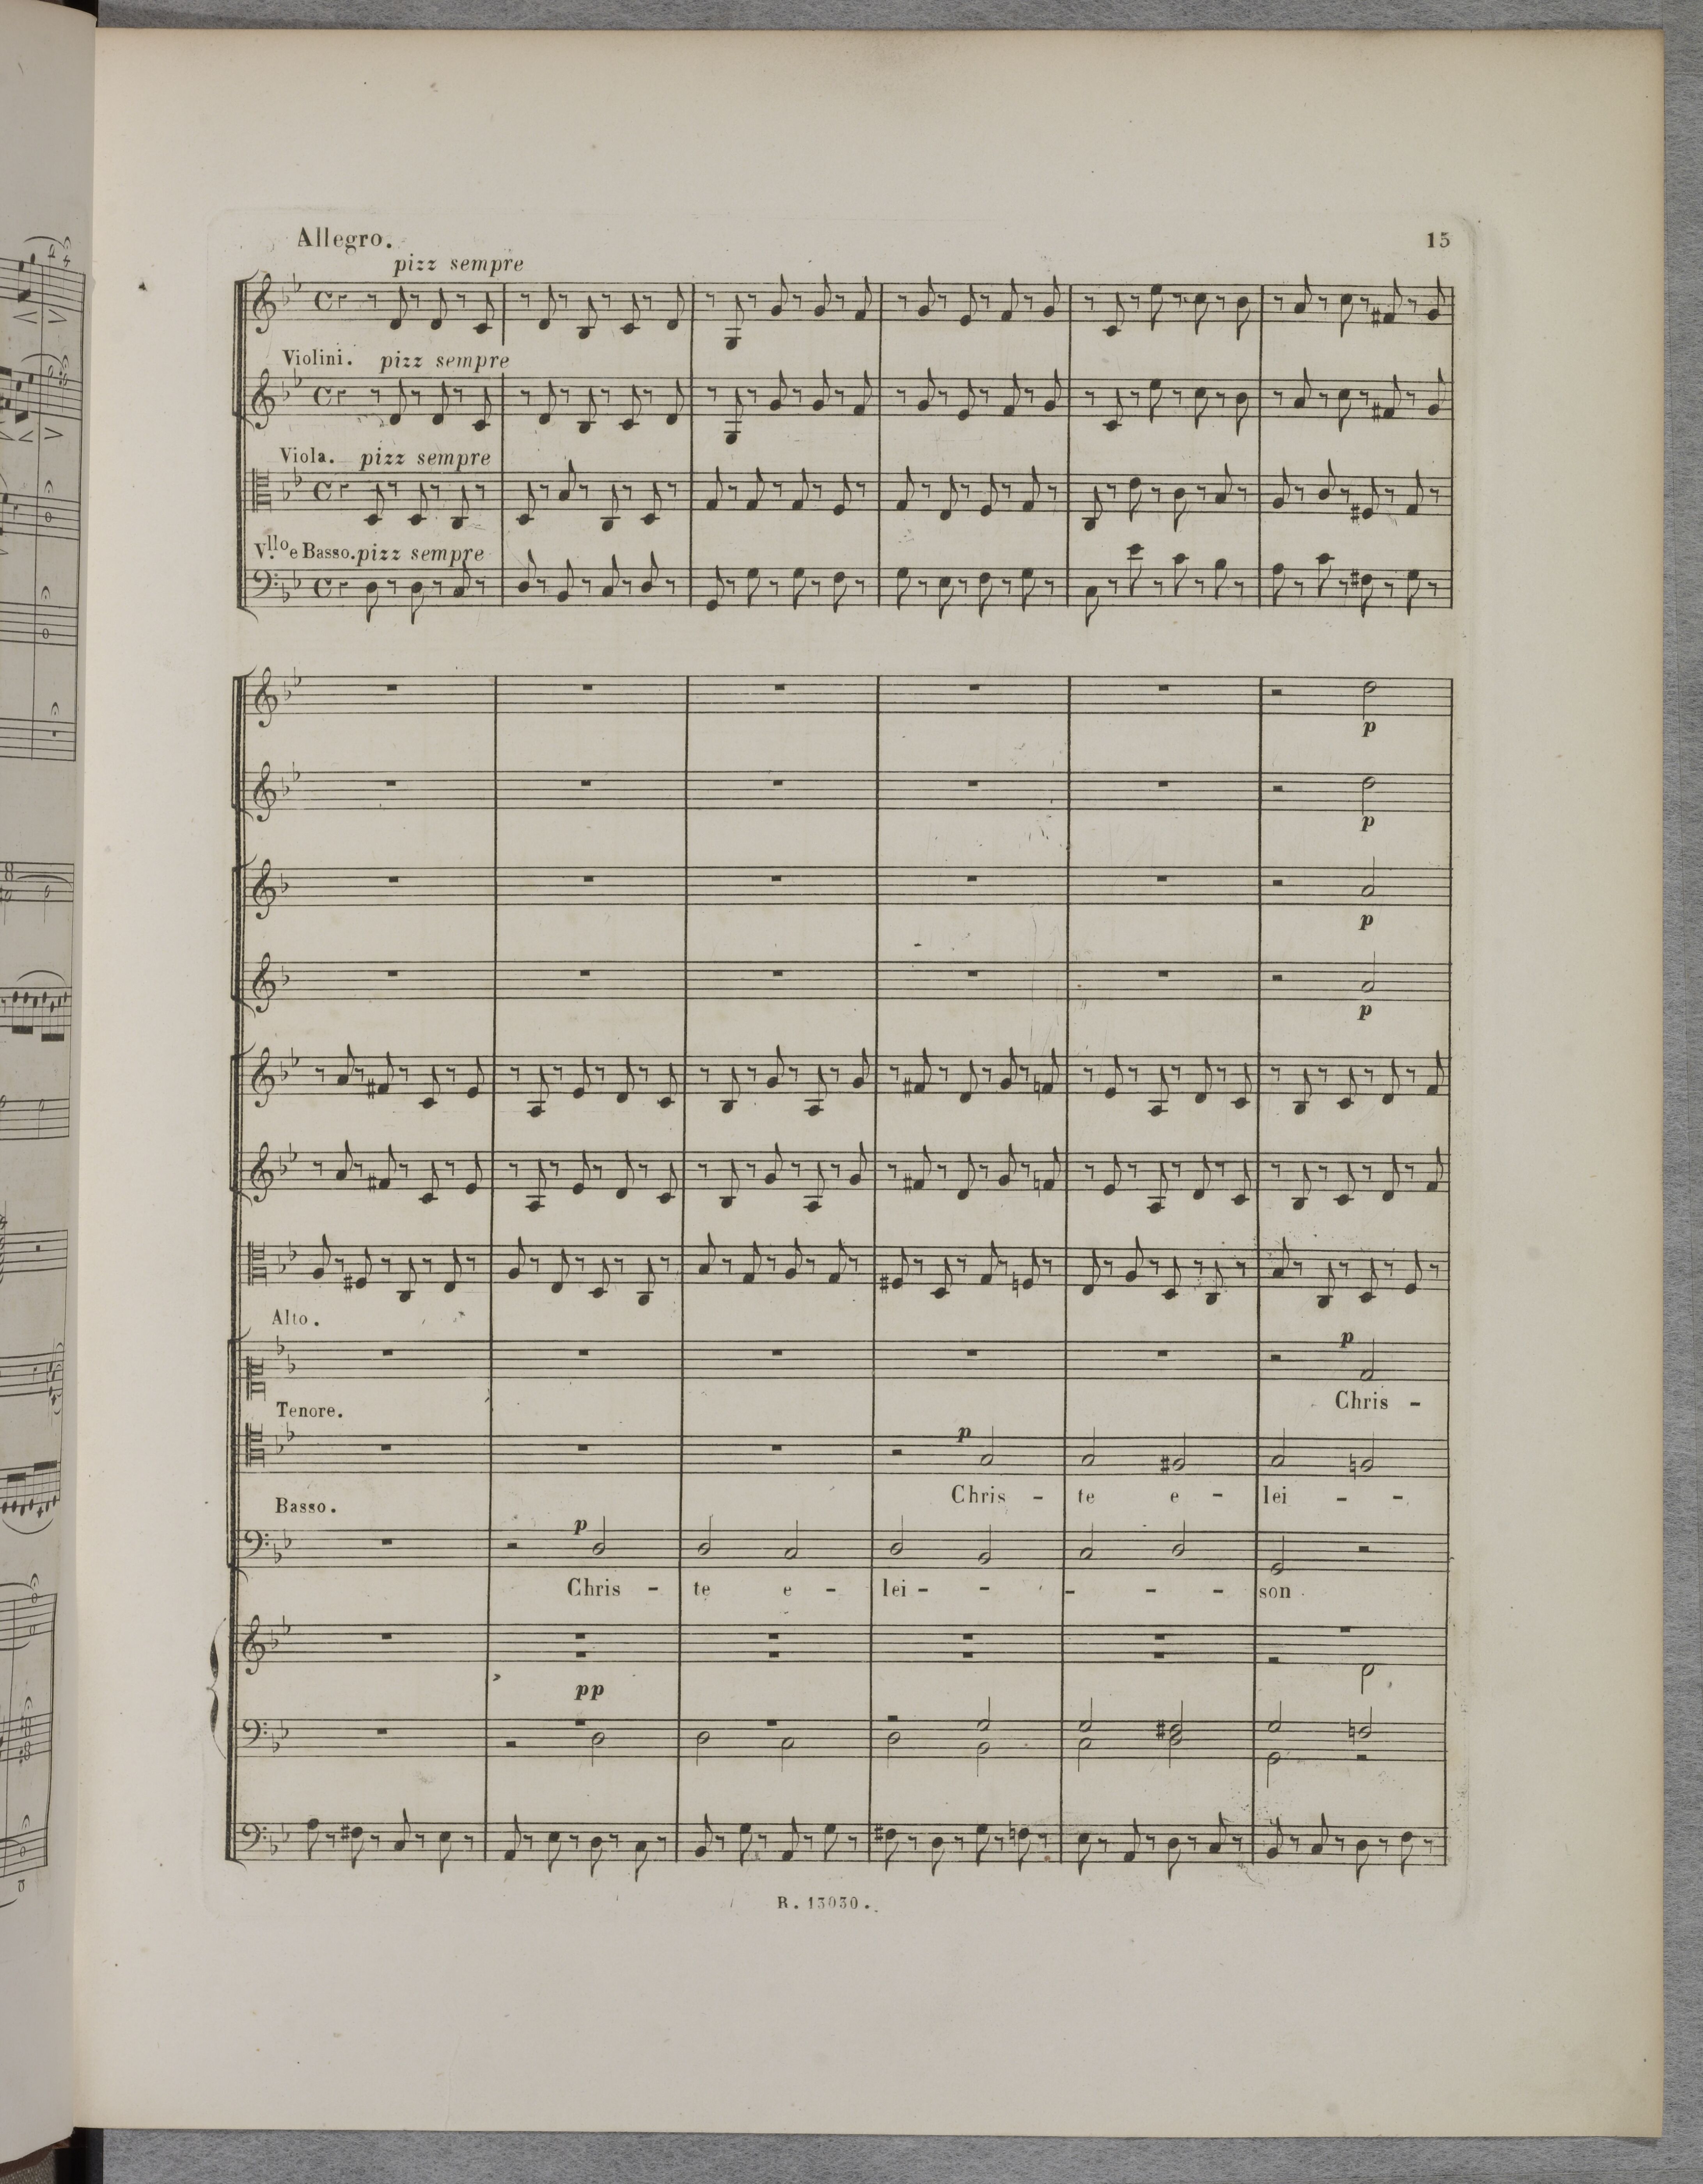 Allegro.
15
pizz sempre
Violini. pizz sempre
Viola. pizz sempre
V.llo e Basso. pizz sempre
p
p
p
p
Alto.
p
Chris -
Tenore.
p
Chris - te e - lei - -
Basso.
p
Chris - te e - lei - - - - - son
pp
R. 13030.